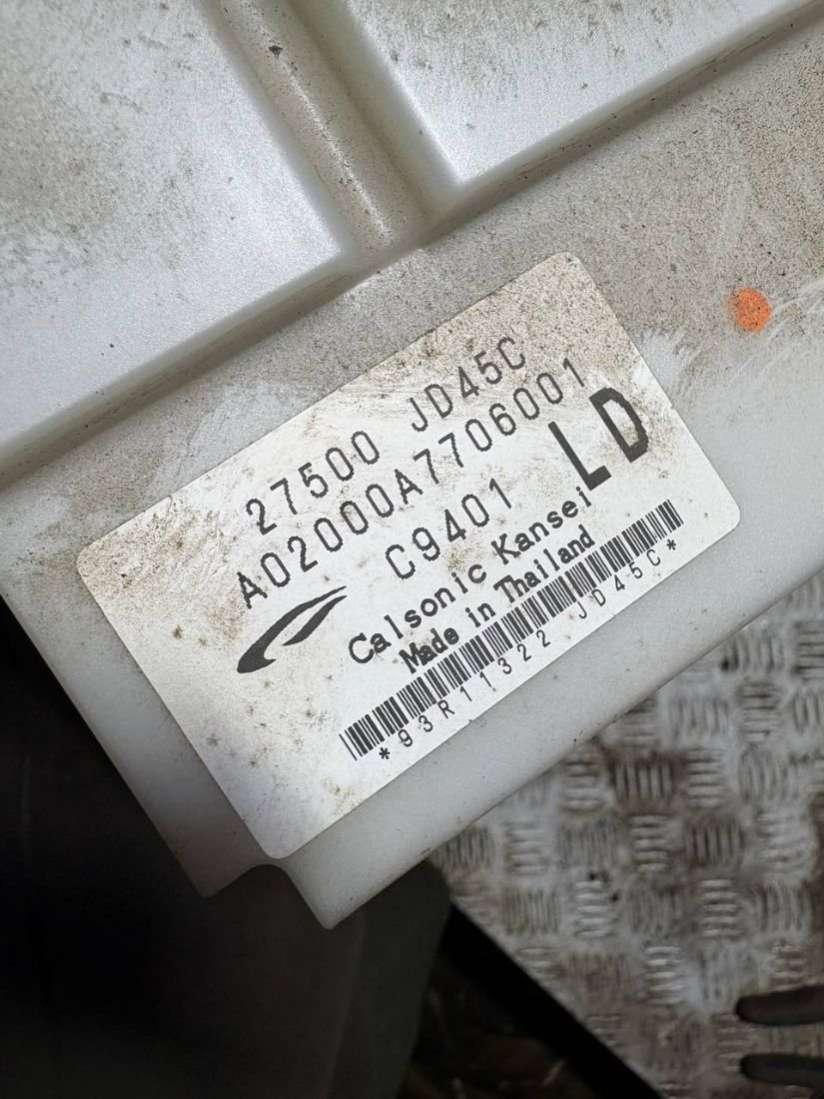 27500 JD45C
A02000A7706001
C9401 LD
Calsonic Kansei
Made in Thailand
*93R11322 JD45C*